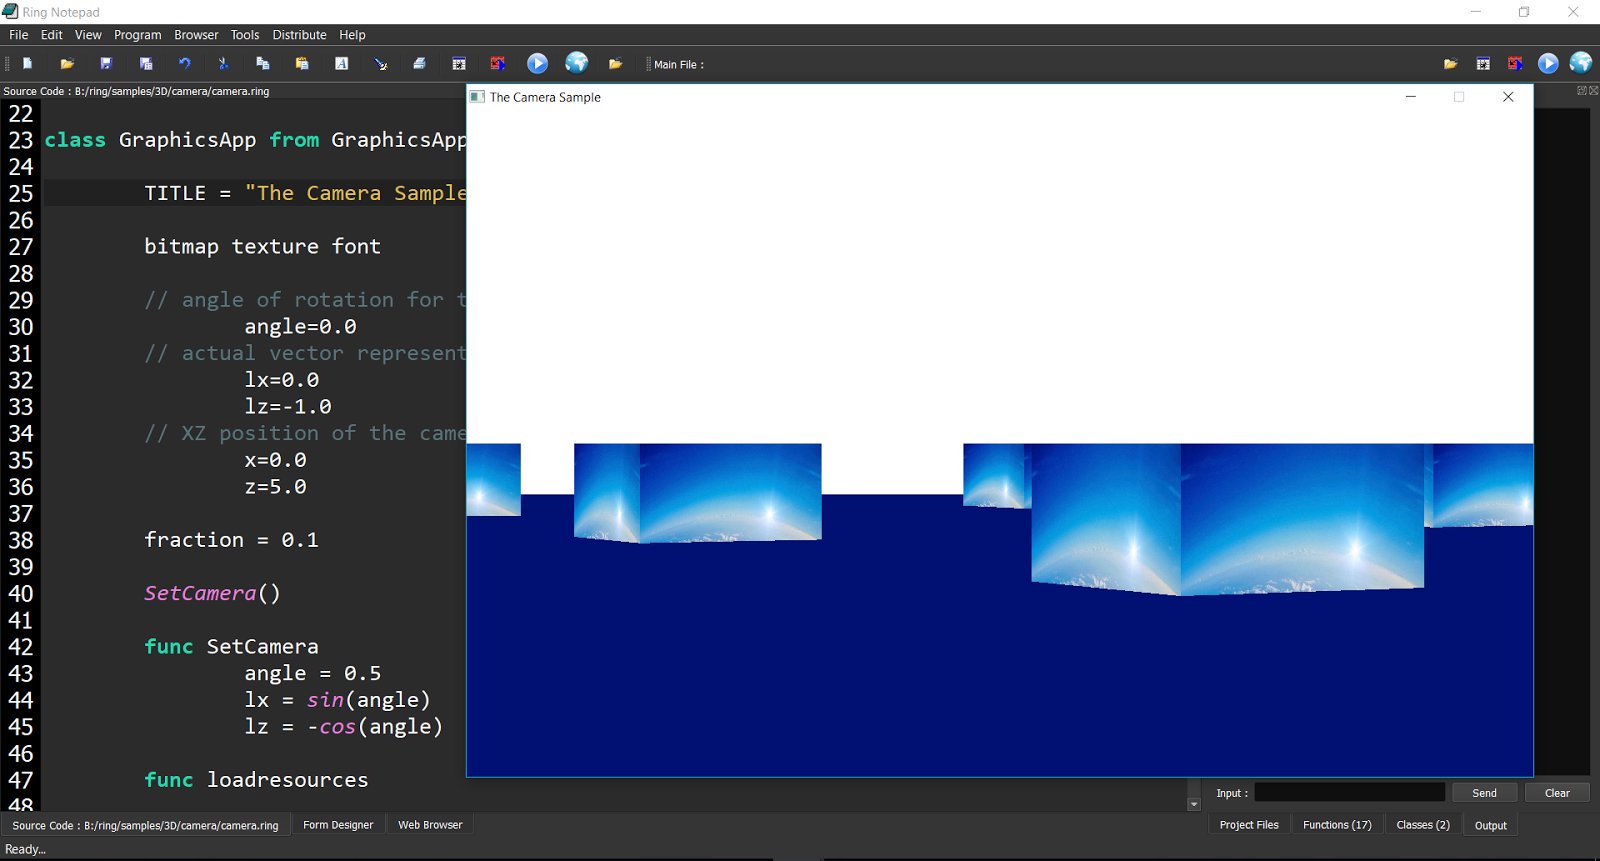 Ring Notepad
File Edit View Program Browser Tools Distribute Help
Main File :
Source Code : B:/ring/samples/3D/camera/camera.ring
The Camera Sample
22
23 class GraphicsApp from GraphicsApp
24
25 TITLE = "The Camera Sample
26
27 bitmap texture font
28
29 // angle of rotation for t
30 angle=0.0
31 // actual vector represent
32 lx=0.0
33 lz=-1.0
34 // XZ position of the came
35 x=0.0
36 z=5.0
37
38 fraction = 0.1
39
40 SetCamera()
41
42 func SetCamera
43 angle = 0.5
44 lx = sin(angle)
45 lz = -cos(angle)
46
47 func loadresources
48
Input : Send Clear
Source Code : B:/ring/samples/3D/camera/camera.ring Form Designer Web Browser
Project Files Functions (17) Classes (2) Output
Ready...